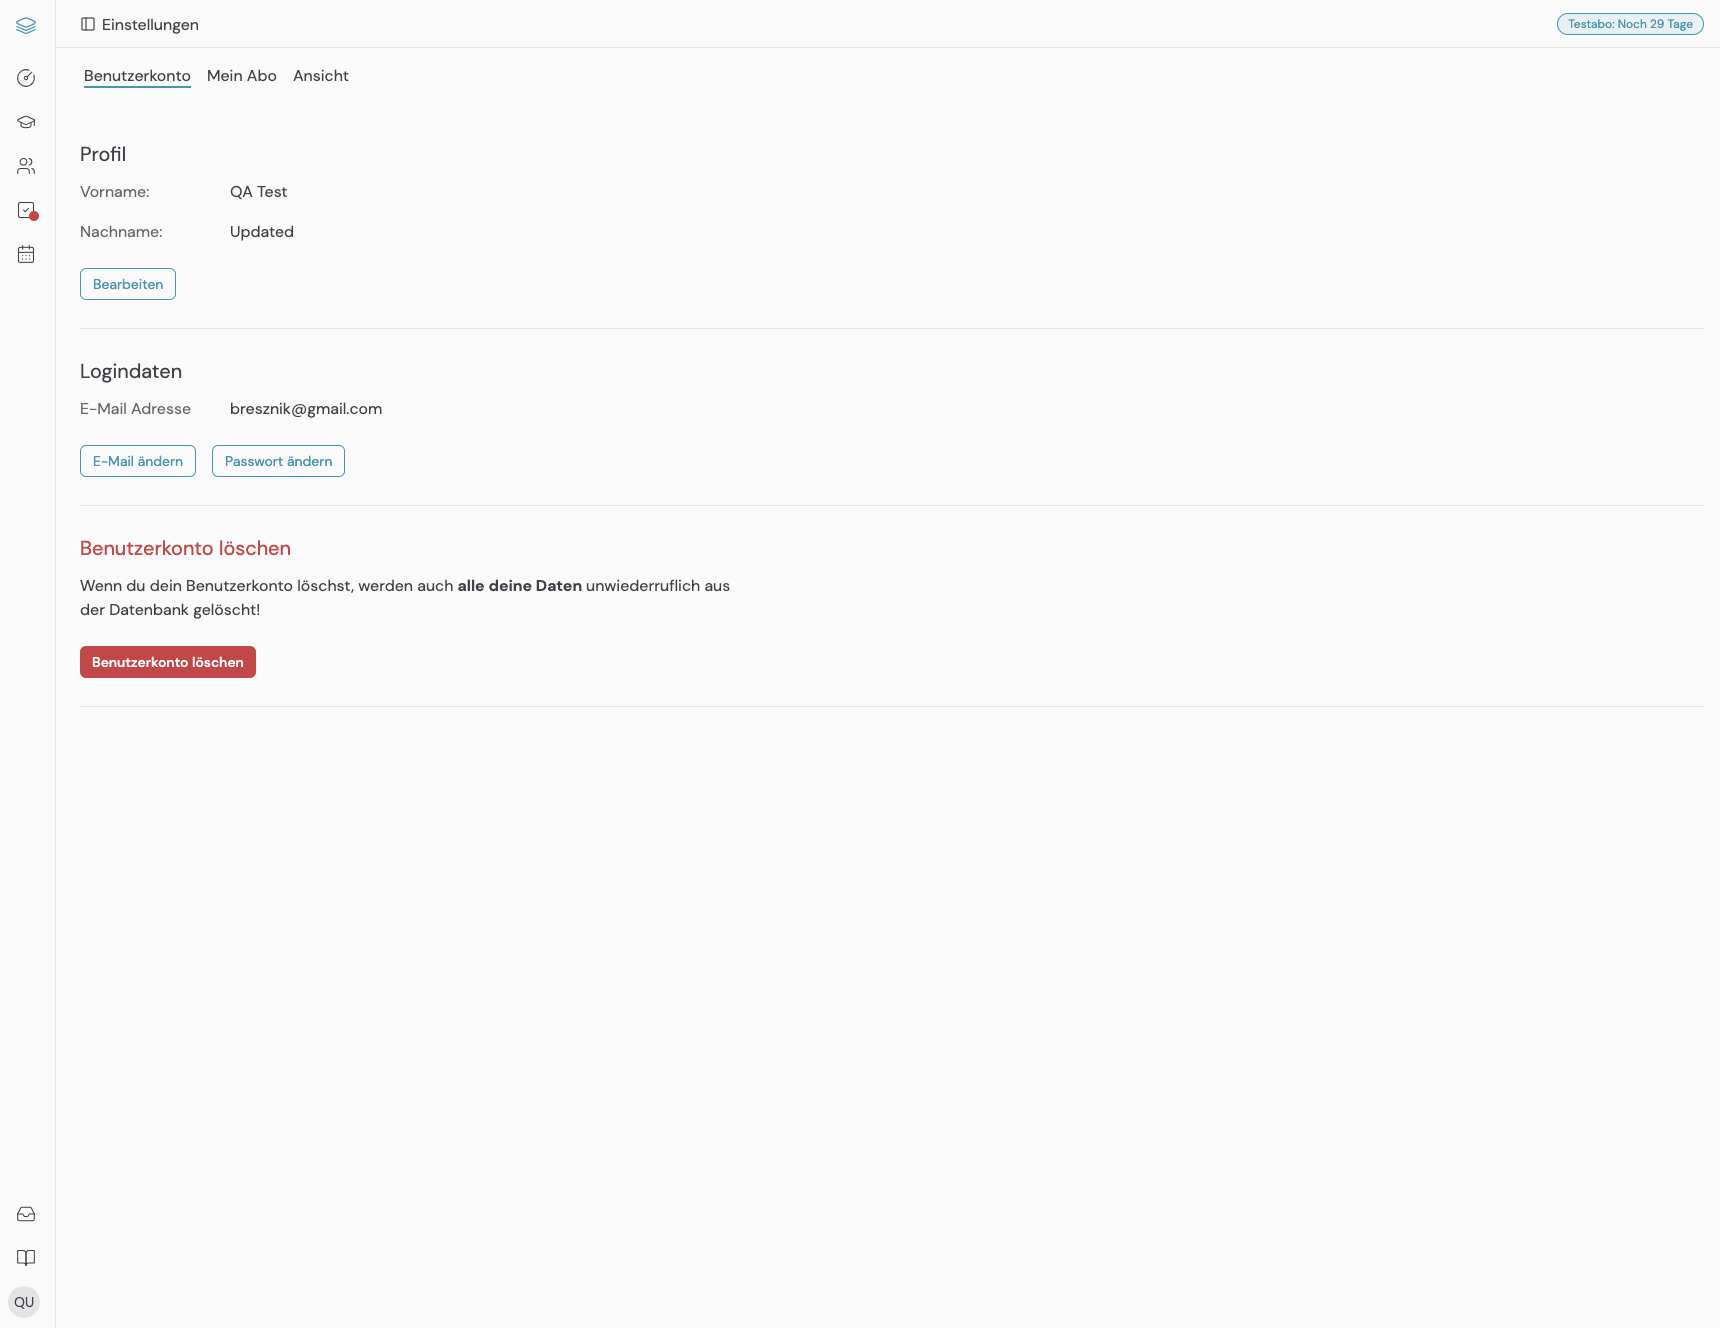 Einstellungen
Testabo: Noch 29 Tage
Benutzerkonto Mein Abo Ansicht
Profil
Vorname: QA Test
Nachname: Updated
Bearbeiten
Logindaten
E-Mail Adresse bresznik@gmail.com
E-Mail ändern Passwort ändern
Benutzerkonto löschen
Wenn du dein Benutzerkonto löschst, werden auch alle deine Daten unwiederruflich aus
der Datenbank gelöscht!
Benutzerkonto löschen
QU